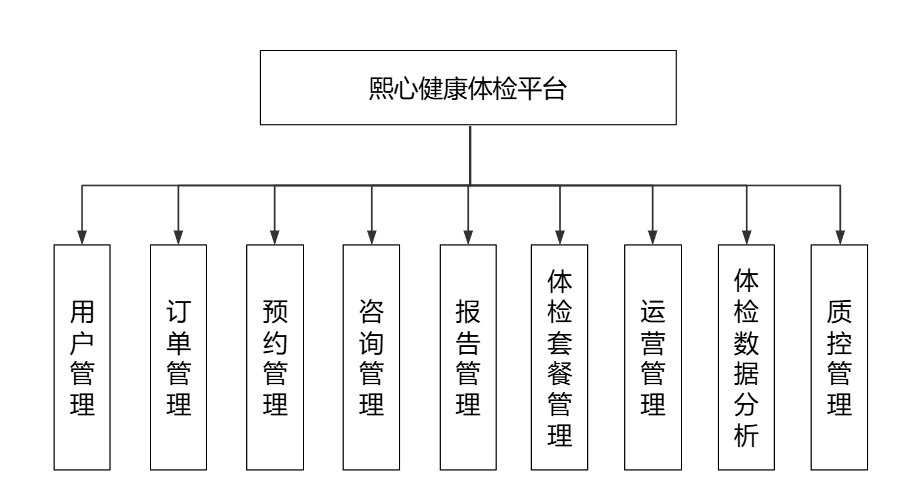 熙心健康体检平台
用户管理
订单管理
预约管理
咨询管理
报告管理
体检套餐管理
运营管理
体检数据分析
质控管理